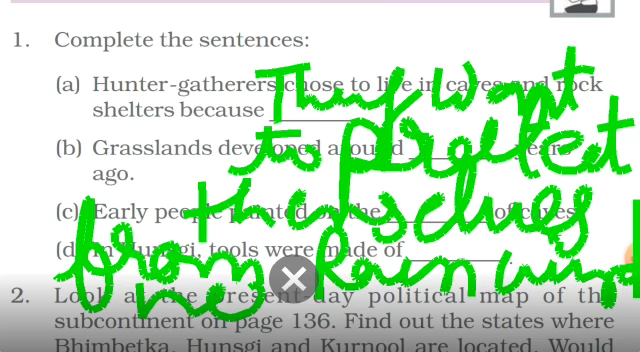 1. Complete the sentences:
(a) Hunter-gatherers chose to live in caves and rock
shelters because
(b) Grasslands developed around years
ago.
(c) Early people painted on the of caves.
(d) In Hunsgi, tools were made of
2. Look at the present-day political map of the
subcontinent on page 136. Find out the states where
Bhimbetka, Hunsgi and Kurnool are located. Would
They Want
to protect
themselves
from
Rain wind